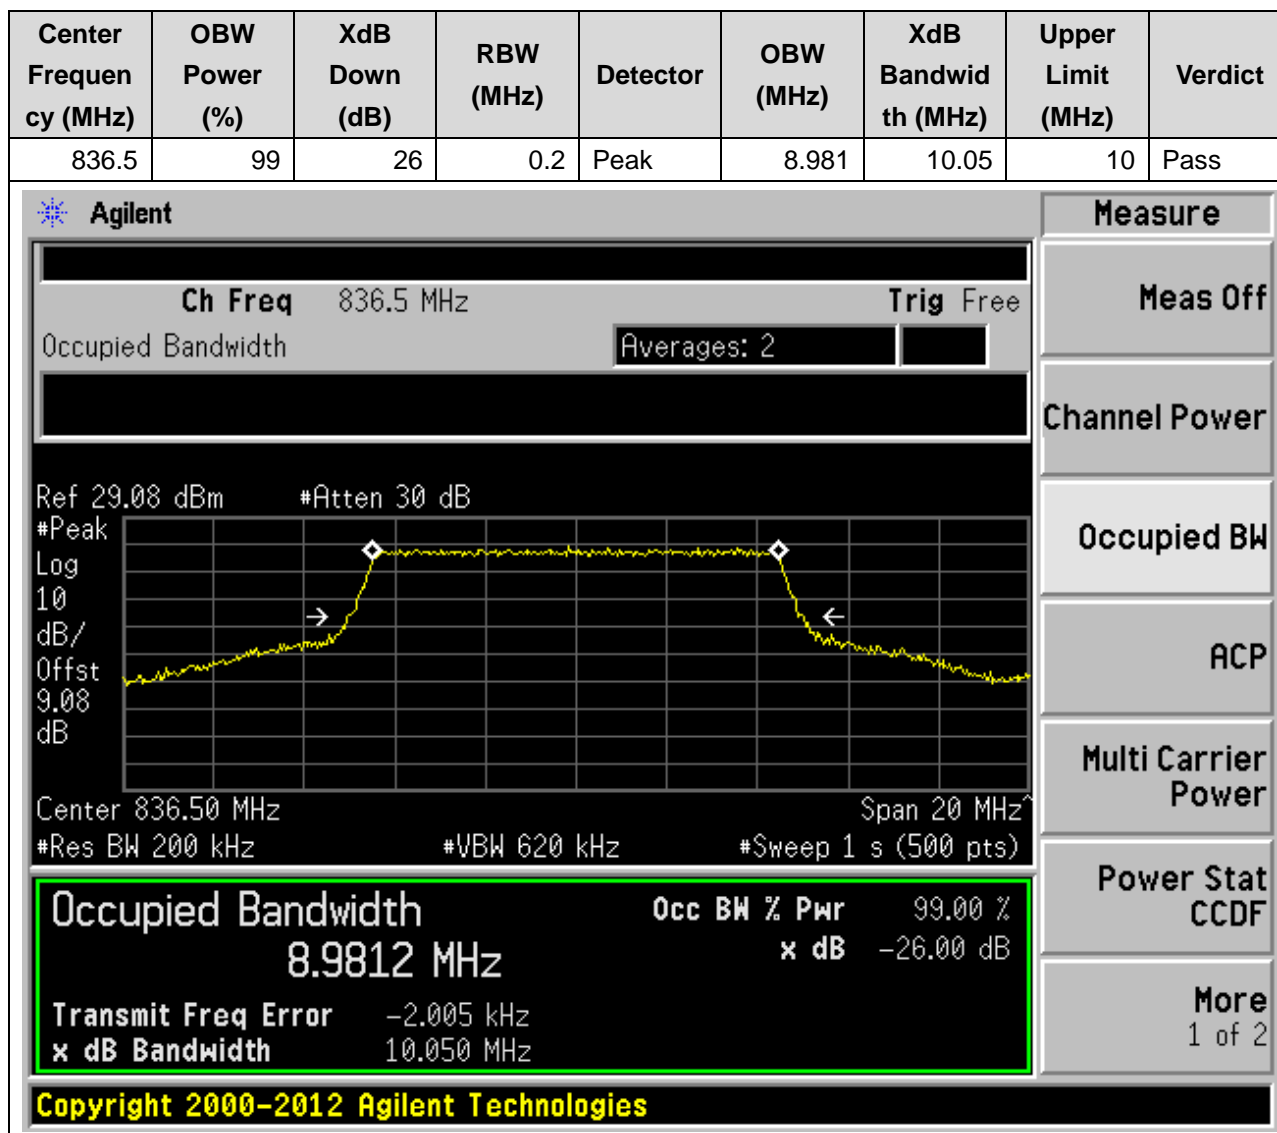 Center Frequen cy (MHz) OBW Power (%) XdB Down (dB) RBW (MHz) Detector OBW (MHz) XdB Bandwid th (MHz) Upper Limit (MHz) Verdict
836.5 99 26 0.2 Peak 8.981 10.05 10 Pass
Agilent
Ch Freq 836.5 MHz Trig Free
Occupied Bandwidth Averages: 2
Ref 29.08 dBm #Atten 30 dB
#Peak
Log
10
dB/
Offst
9.08
dB
Center 836.50 MHz Span 20 MHz^
#Res BW 200 kHz #VBW 620 kHz #Sweep 1 s (500 pts)
Occupied Bandwidth Occ BW % Pwr 99.00 %
8.9812 MHz x dB -26.00 dB
Transmit Freq Error -2.005 kHz
x dB Bandwidth 10.050 MHz
Copyright 2000-2012 Agilent Technologies
Measure
Meas Off
Channel Power
Occupied BW
ACP
Multi Carrier
Power
Power Stat
CCDF
More
1 of 2